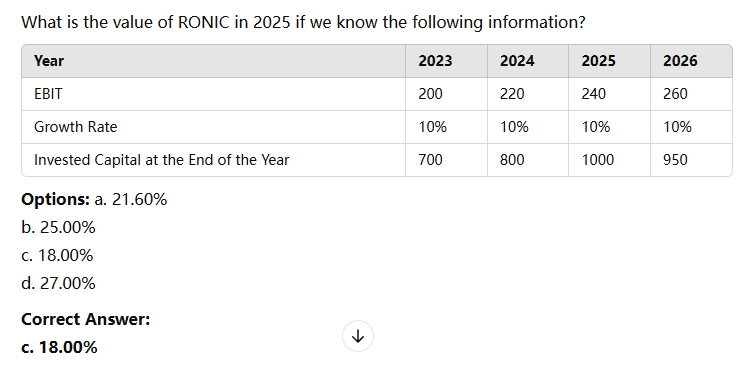 What is the value of RONIC in 2025 if we know the following information?
Year 2023 2024 2025 2026
EBIT 200 220 240 260
Growth Rate 10% 10% 10% 10%
Invested Capital at the End of the Year 700 800 1000 950
Options: a. 21.60%
b. 25.00%
c. 18.00%
d. 27.00%
Correct Answer:
c. 18.00%